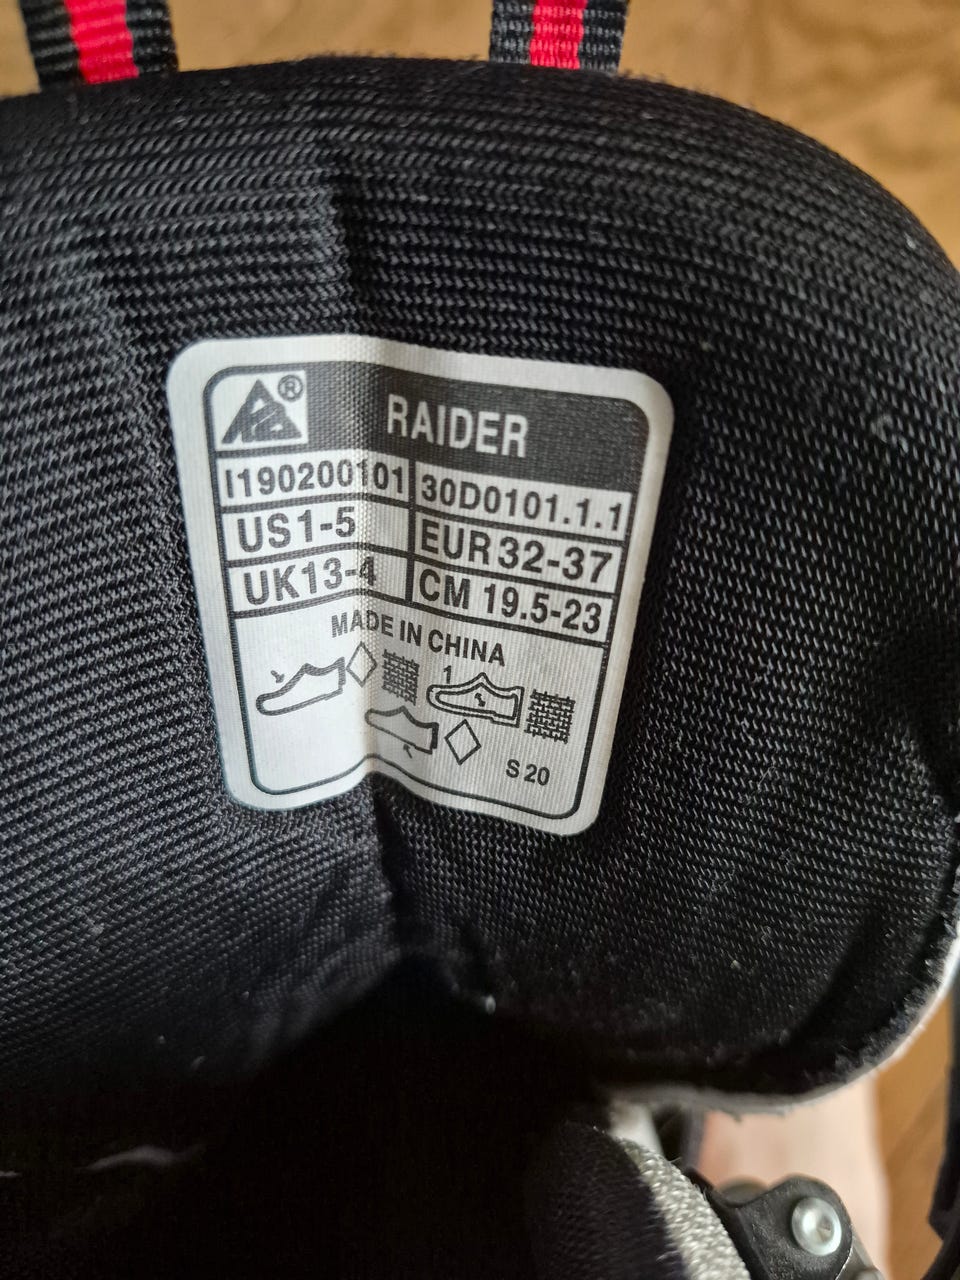 K2®
RAIDER
I190200101 30D0101.1.1
US1-5 EUR32-37
UK13-4 CM 19.5-23
MADE IN CHINA
1
S 20